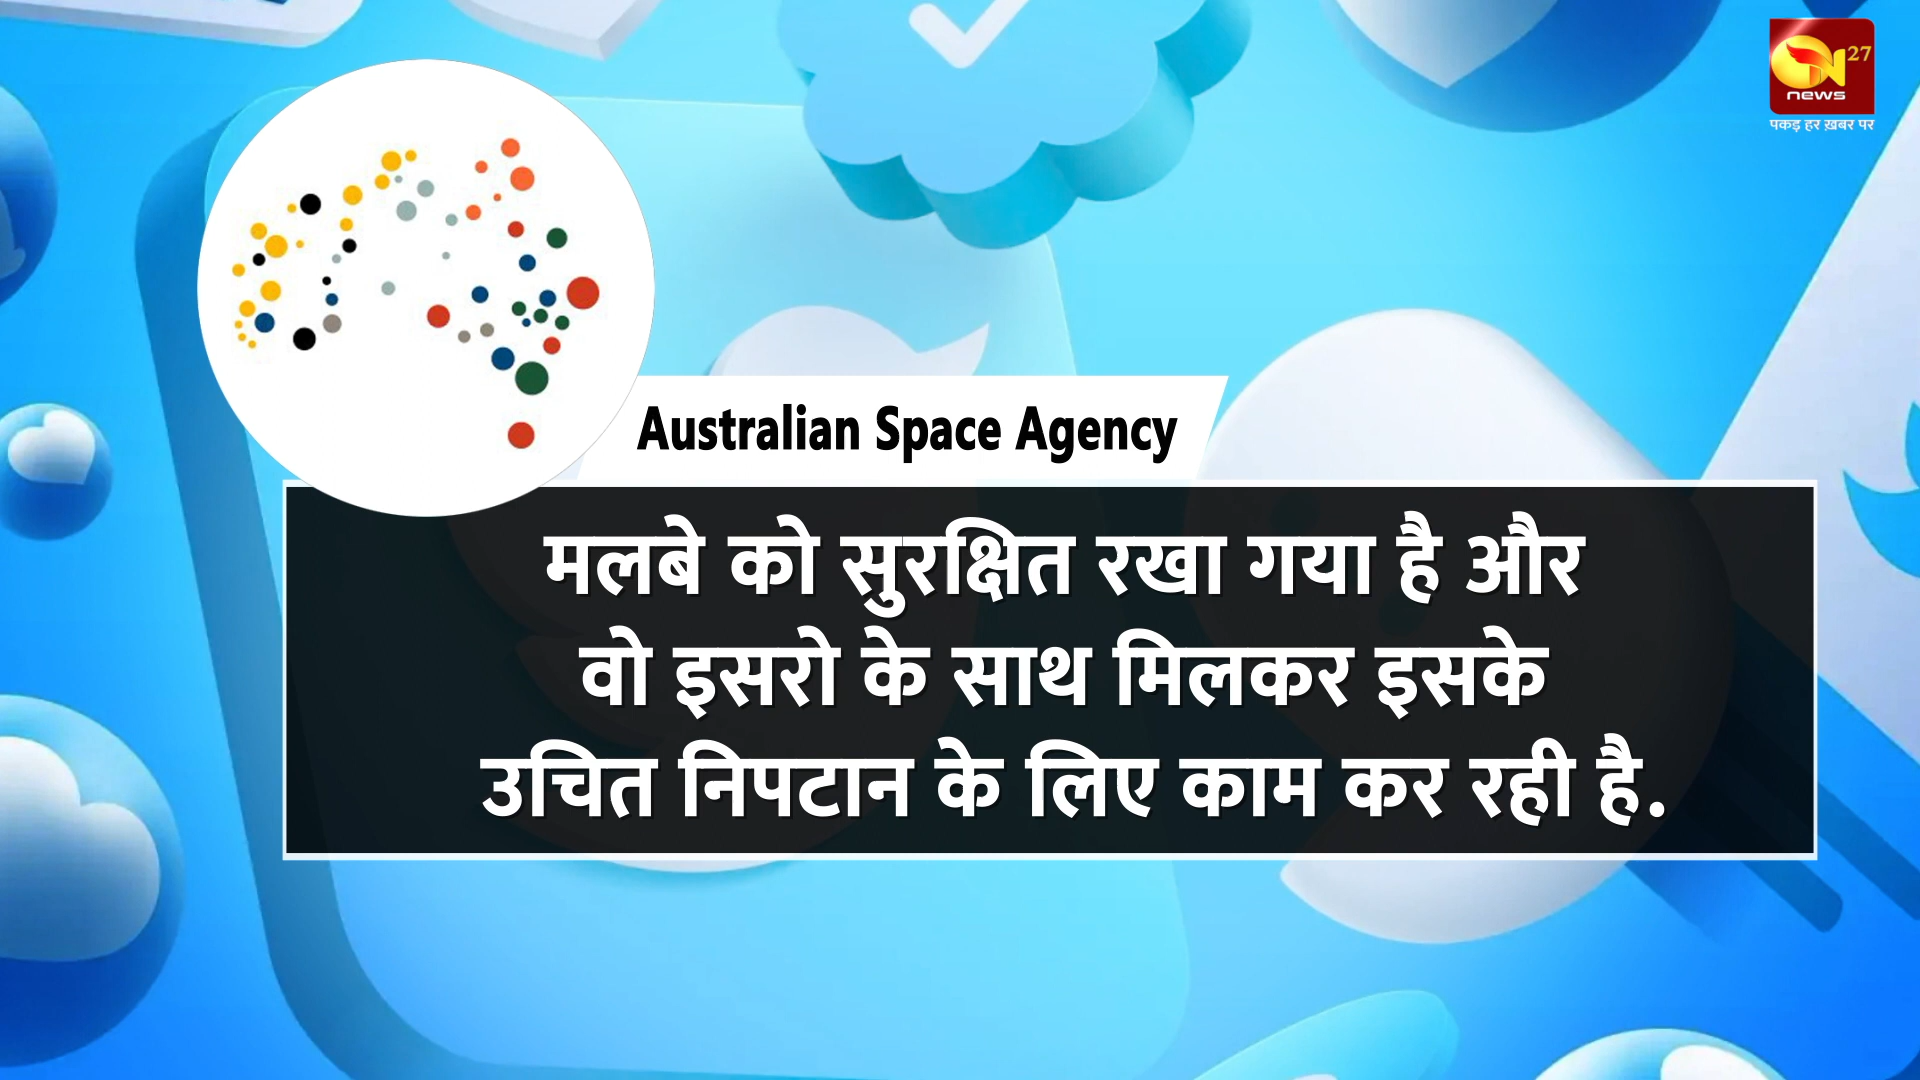 27
news
पकड़ हर ख़बर पर
Australian Space Agency
मलबे को सुरक्षित रखा गया है और
वो इसरो के साथ मिलकर इसके
उचित निपटान के लिए काम कर रही है.